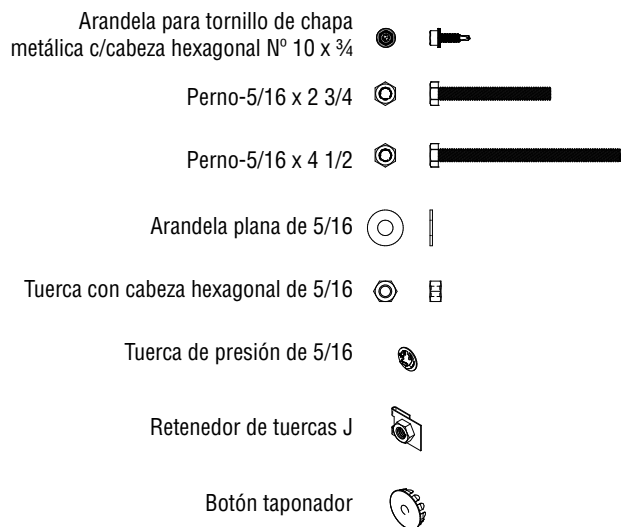 Arandela para tornillo de chapa
metálica c/cabeza hexagonal Nº 10 x ¾
Perno-5/16 x 2 3/4
Perno-5/16 x 4 1/2
Arandela plana de 5/16
Tuerca con cabeza hexagonal de 5/16
Tuerca de presión de 5/16
Retenedor de tuercas J
Botón taponador